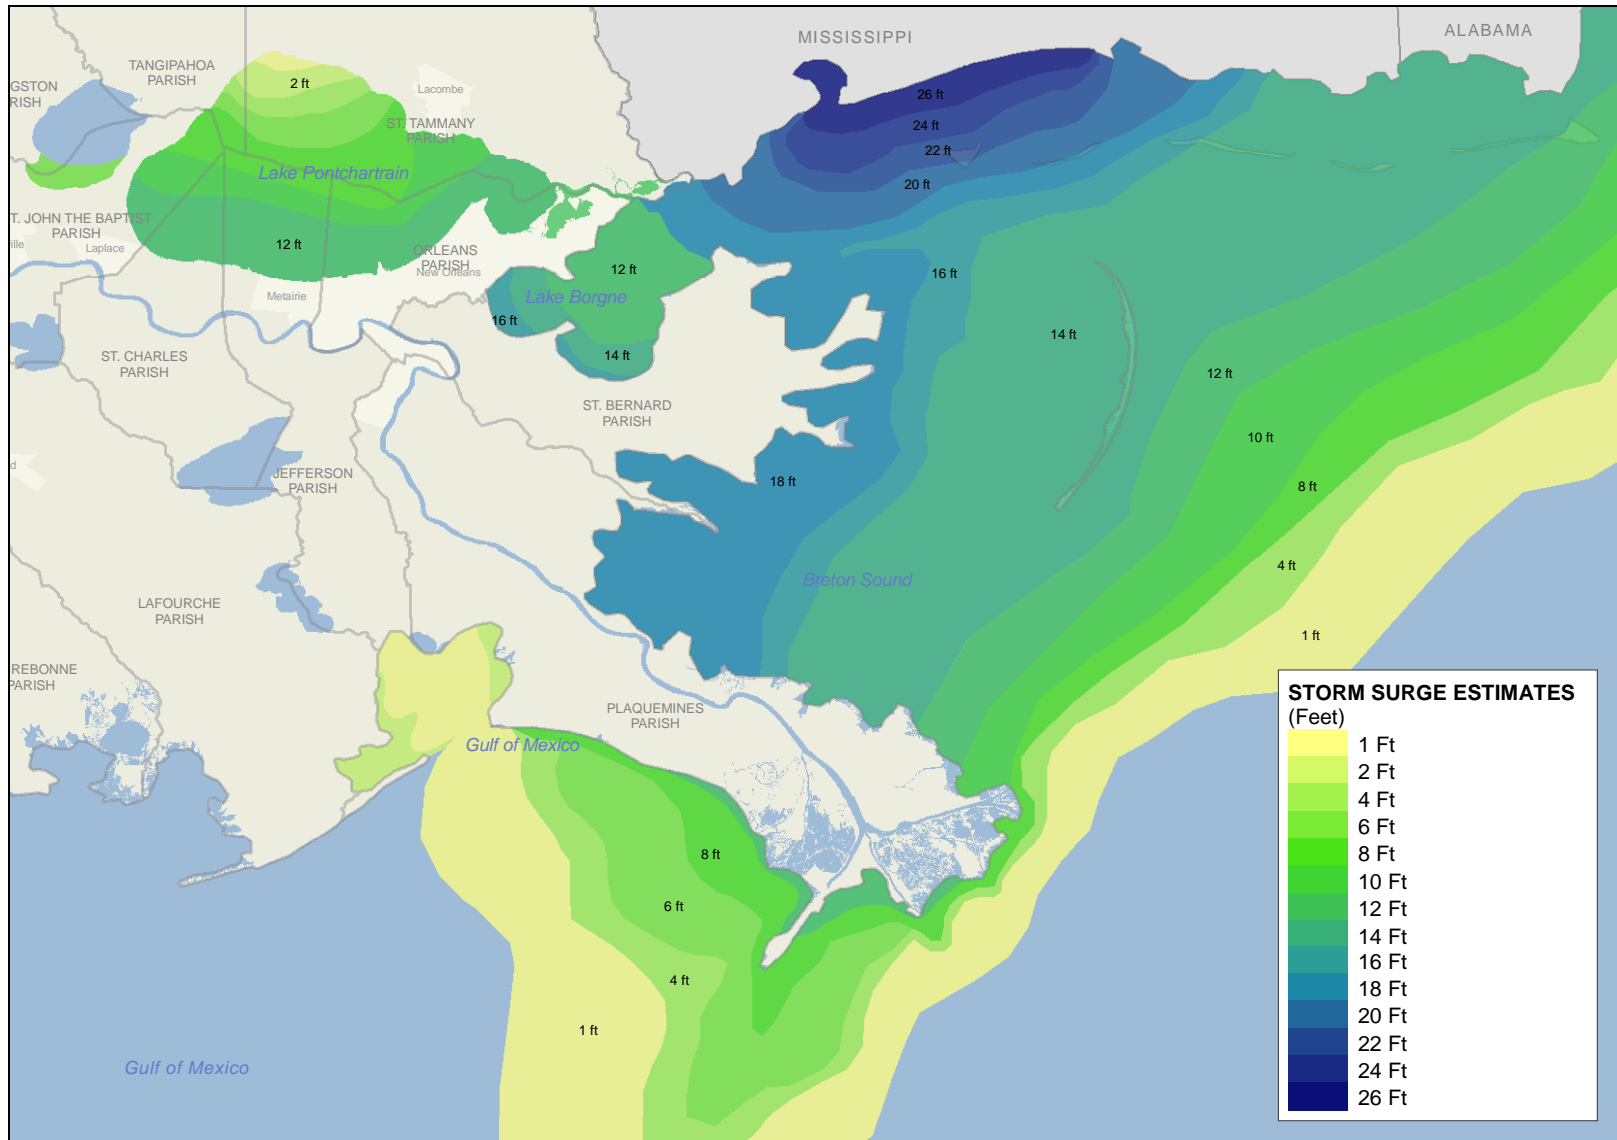 MISSISSIPPI
ALABAMA
TANGIPAHOA
PARISH
GSTON
RISH
2 ft
Lacombe
26 ft
ST. TAMMANY
PARISH
24 ft
22 ft
Lake Pontchartrain
20 ft
T. JOHN THE BAPTIST
PARISH
ville
Laplace
12 ft
ORLEANS
PARISH
New Orleans
12 ft
16 ft
Metairie
Lake Borgne
16 ft
14 ft
14 ft
ST. CHARLES
PARISH
12 ft
ST. BERNARD
PARISH
10 ft
d
JEFFERSON
PARISH
18 ft
8 ft
4 ft
Breton Sound
LAFOURCHE
PARISH
1 ft
REBONNE
PARISH
PLAQUEMINES
PARISH
Gulf of Mexico
8 ft
6 ft
4 ft
1 ft
Gulf of Mexico
STORM SURGE ESTIMATES
(Feet)
1 Ft
2 Ft
4 Ft
6 Ft
8 Ft
10 Ft
12 Ft
14 Ft
16 Ft
18 Ft
20 Ft
22 Ft
24 Ft
26 Ft